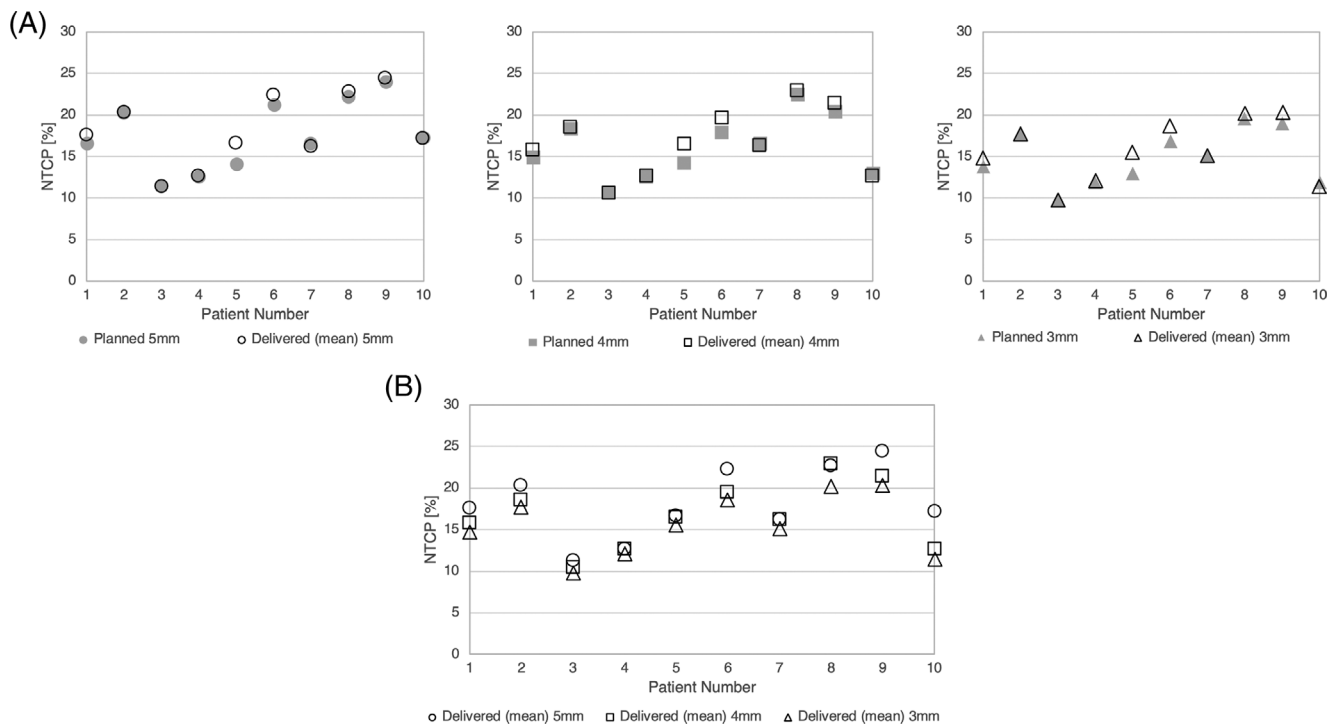 (A)
NTCP [%]
30
25
20
15
10
5
0
1 2 3 4 5 6 7 8 9 10
Patient Number
Planned 5mm Delivered (mean) 5mm
NTCP [%]
30
25
20
15
10
5
0
1 2 3 4 5 6 7 8 9 10
Patient Number
Planned 4mm Delivered (mean) 4mm
NTCP [%]
30
25
20
15
10
5
0
1 2 3 4 5 6 7 8 9 10
Patient Number
Planned 3mm Delivered (mean) 3mm
(B)
NTCP [%]
30
25
20
15
10
5
0
1 2 3 4 5 6 7 8 9 10
Patient Number
Delivered (mean) 5mm Delivered (mean) 4mm Delivered (mean) 3mm